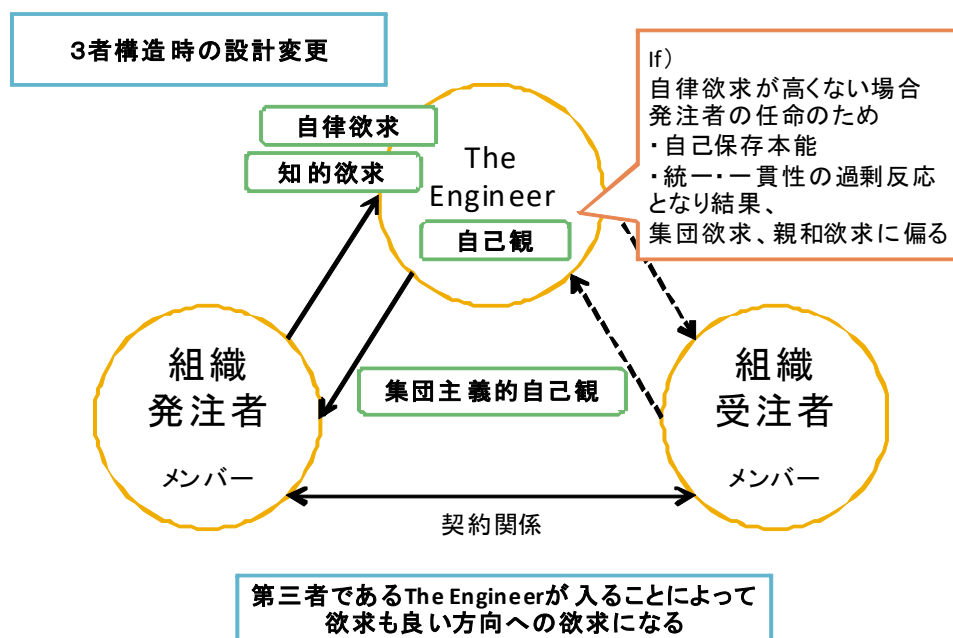 3者構造時の設計変更
If)
自律欲求が高くない場合
発注者の任命のため
・自己保存本能
・統一・一貫性の過剰反応
となり結果、
集団欲求、親和欲求に偏る
自律欲求
知的欲求
The
Engineer
自己観
組織
発注者
メンバー
集団主義的自己観
組織
受注者
メンバー
契約関係
第三者であるThe Engineerが入ることによって
欲求も良い方向への欲求になる